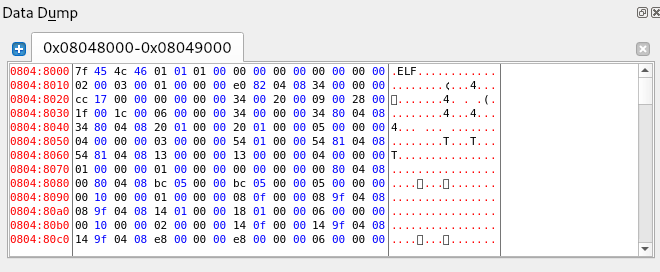 Data Dump
0x08048000-0x08049000
0804:8000 7f 45 4c 46 01 01 01 00 00 00 00 00 00 00 00 00 .ELF............
0804:8010 02 00 03 00 01 00 00 00 e0 82 04 08 34 00 00 00 ...........4...
0804:8020 cc 17 00 00 00 00 00 00 34 00 20 00 09 00 28 00 .......4. ...(.
0804:8030 1f 00 1c 00 06 00 00 00 34 00 00 00 34 80 04 08 ........4...4...
0804:8040 34 80 04 08 20 01 00 00 20 01 00 00 05 00 00 00 4... ... .......
0804:8050 04 00 00 00 03 00 00 00 54 01 00 00 54 81 04 08 ........T...T...
0804:8060 54 81 04 08 13 00 00 00 13 00 00 00 04 00 00 00 T...............
0804:8070 01 00 00 00 01 00 00 00 00 00 00 00 00 80 04 08 ................
0804:8080 00 80 04 08 bc 05 00 00 bc 05 00 00 05 00 00 00 ....▯...▯.......
0804:8090 00 10 00 00 01 00 00 00 08 0f 00 00 08 9f 04 08 ................
0804:80a0 08 9f 04 08 14 01 00 00 18 01 00 00 06 00 00 00 ................
0804:80b0 00 10 00 00 02 00 00 00 14 0f 00 00 14 9f 04 08 ................
0804:80c0 14 9f 04 08 e8 00 00 00 e8 00 00 00 06 00 00 00 ....▯...▯.......